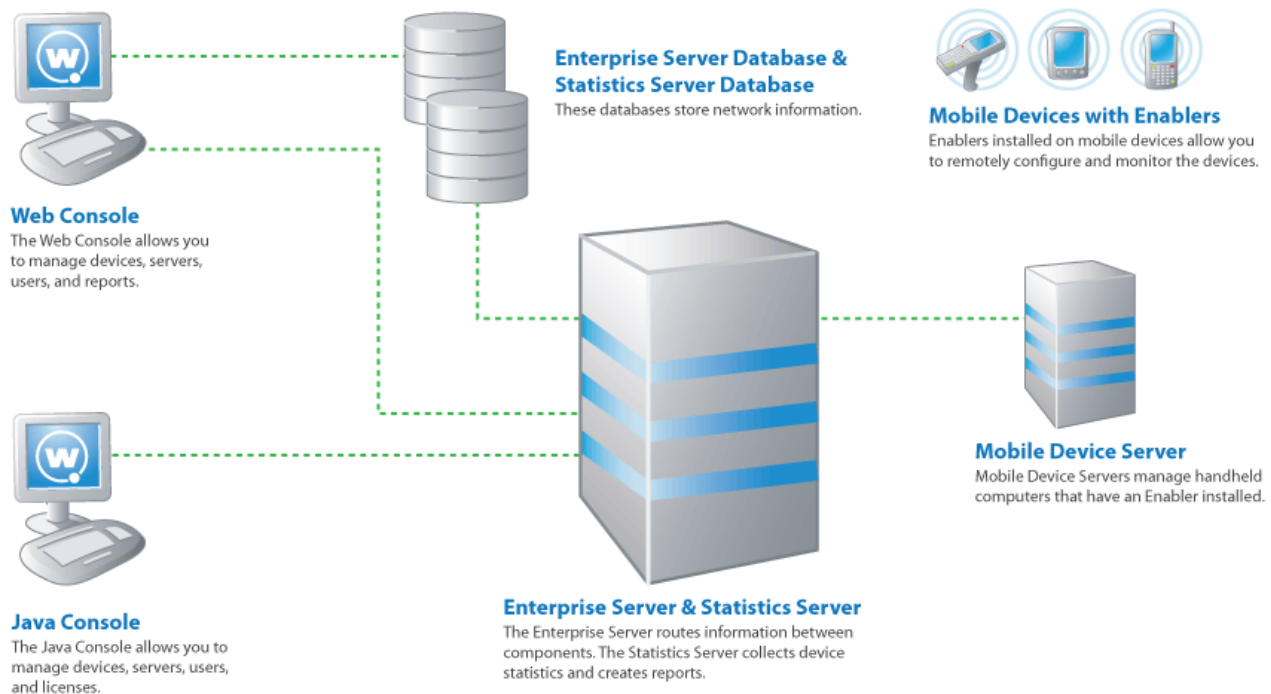 W
Enterprise Server Database &
Statistics Server Database
These databases store network information.
Mobile Devices with Enablers
Enablers installed on mobile devices allow you
to remotely configure and monitor the devices.
Web Console
The Web Console allows you
to manage devices, servers,
users, and reports.
Mobile Device Server
Mobile Device Servers manage handheld
computers that have an Enabler installed.
W
Java Console
The Java Console allows you to
manage devices, servers, users,
and licenses.
Enterprise Server & Statistics Server
The Enterprise Server routes information between
components. The Statistics Server collects device
statistics and creates reports.